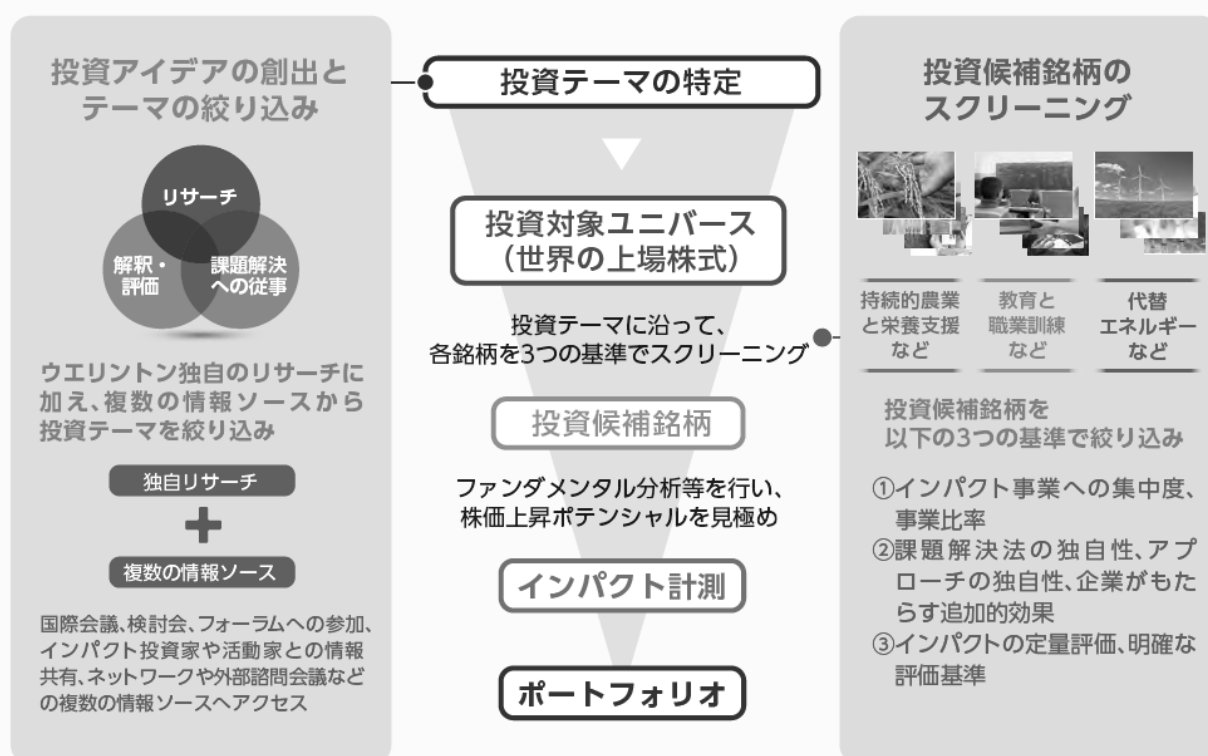 投資アイデアの創出と
テーマの絞り込み
リサーチ
解釈・
評価
課題解決
への従事
ウエリントン独自のリサーチに
加え、複数の情報ソースから
投資テーマを絞り込み
独自リサーチ
+
複数の情報ソース
国際会議、検討会、フォーラムへの参加、
インパクト投資家や活動家との情報
共有、ネットワークや外部諮問会議など
の複数の情報ソースへアクセス
投資テーマの特定
投資対象ユニバース
(世界の上場株式)
投資テーマに沿って、
各銘柄を3つの基準でスクリーニング
投資候補銘柄
ファンダメンタル分析等を行い、
株価上昇ポテンシャルを見極め
インパクト計測
ポートフォリオ
投資候補銘柄の
スクリーニング
持続的農業
と栄養支援
など
教育と
職業訓練
など
代替
エネルギー
など
投資候補銘柄を
以下の3つの基準で絞り込み
①インパクト事業への集中度、
事業比率
②課題解決法の独自性、アプ
ローチの独自性、企業がもた
らす追加的効果
③インパクトの定量評価、明確な
評価基準